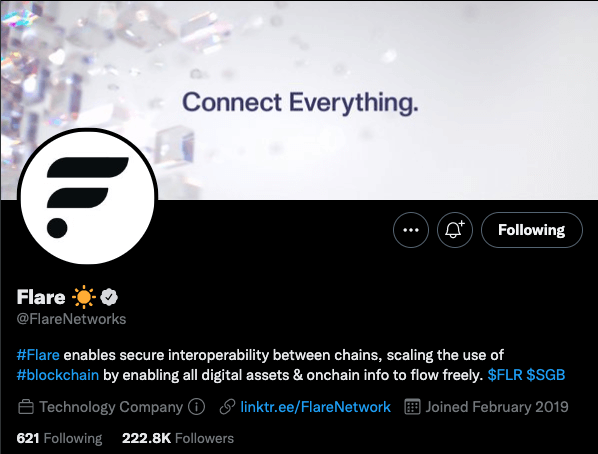 Connect Everything.
Following
Flare
@FlareNetworks
#Flare enables secure interoperability between chains, scaling the use of
#blockchain by enabling all digital assets & onchain info to flow freely. $FLR $SGB
Technology Company linktr.ee/FlareNetwork Joined February 2019
621 Following 222.8K Followers